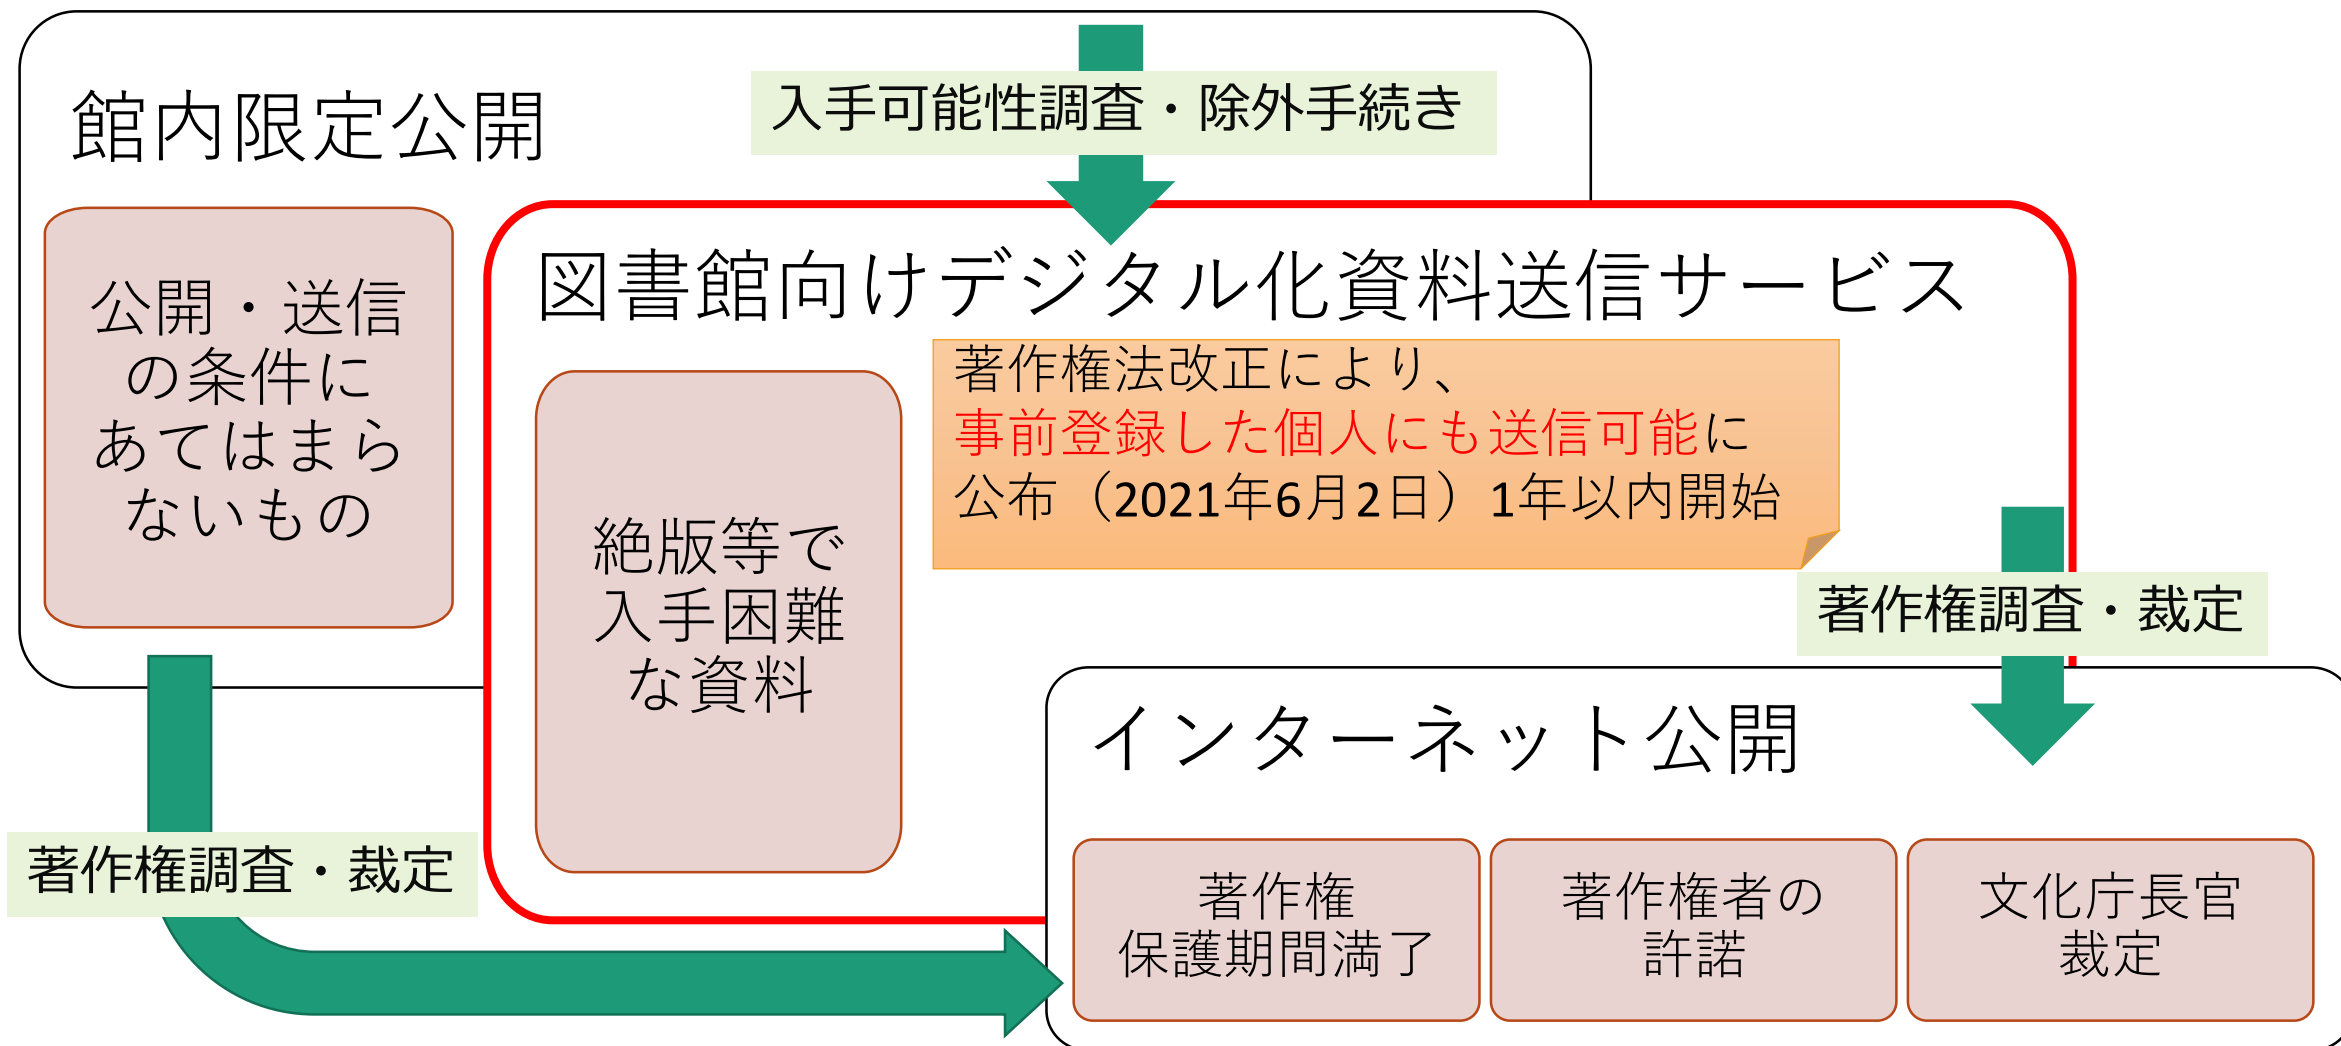 館内限定公開
入手可能性調査・除外手続き
公開・送信
の条件に
あてはまら
ないもの
図書館向けデジタル化資料送信サービス
著作権法改正により、
事前登録した個人にも送信可能に
公布（2021年6月2日）1年以内開始
絶版等で
入手困難
な資料
著作権調査・裁定
インターネット公開
著作権調査・裁定
著作権
保護期間満了
著作権者の
許諾
文化庁長官
裁定